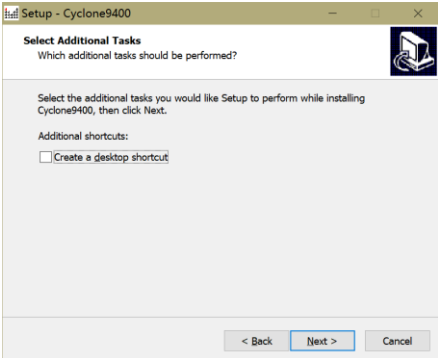 Setup - Cyclone9400
Select Additional Tasks
Which additional tasks should be performed?
Select the additional tasks you would like Setup to perform while installing
Cyclone9400, then click Next.
Additional shortcuts:
Create a desktop shortcut
< Back Next > Cancel